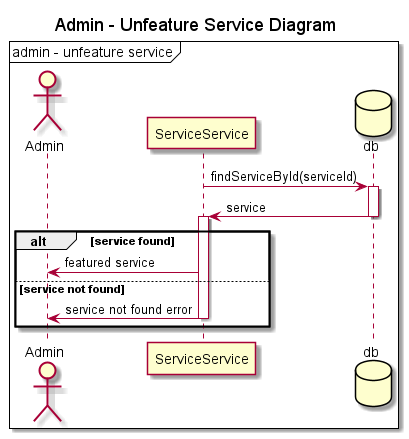 Admin - Unfeature Service Diagram
admin - unfeature service
Admin
ServiceService
db
findServiceById(serviceId)
service
alt [service found]
featured service
[service not found]
service not found error
Admin
ServiceService
db